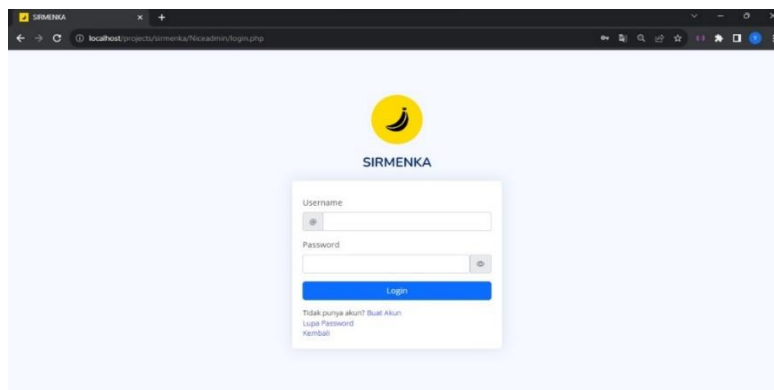 SIRMENKA
localhost/projects/sirmenka/Niceadmin/login.php
SIRMENKA
Username
@
Password
Login
Tidak punya akun? Buat Akun
Lupa Password
Kembali